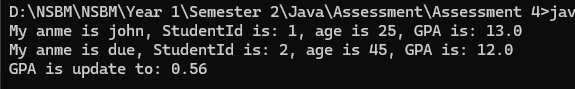 D:\NSBM\NSBM\Year 1\Semester 2\Java\Assessment\Assessment 4>jav
My anme is john, StudentId is: 1, age is 25, GPA is: 13.0
My anme is due, StudentId is: 2, age is 45, GPA is: 12.0
GPA is update to: 0.56